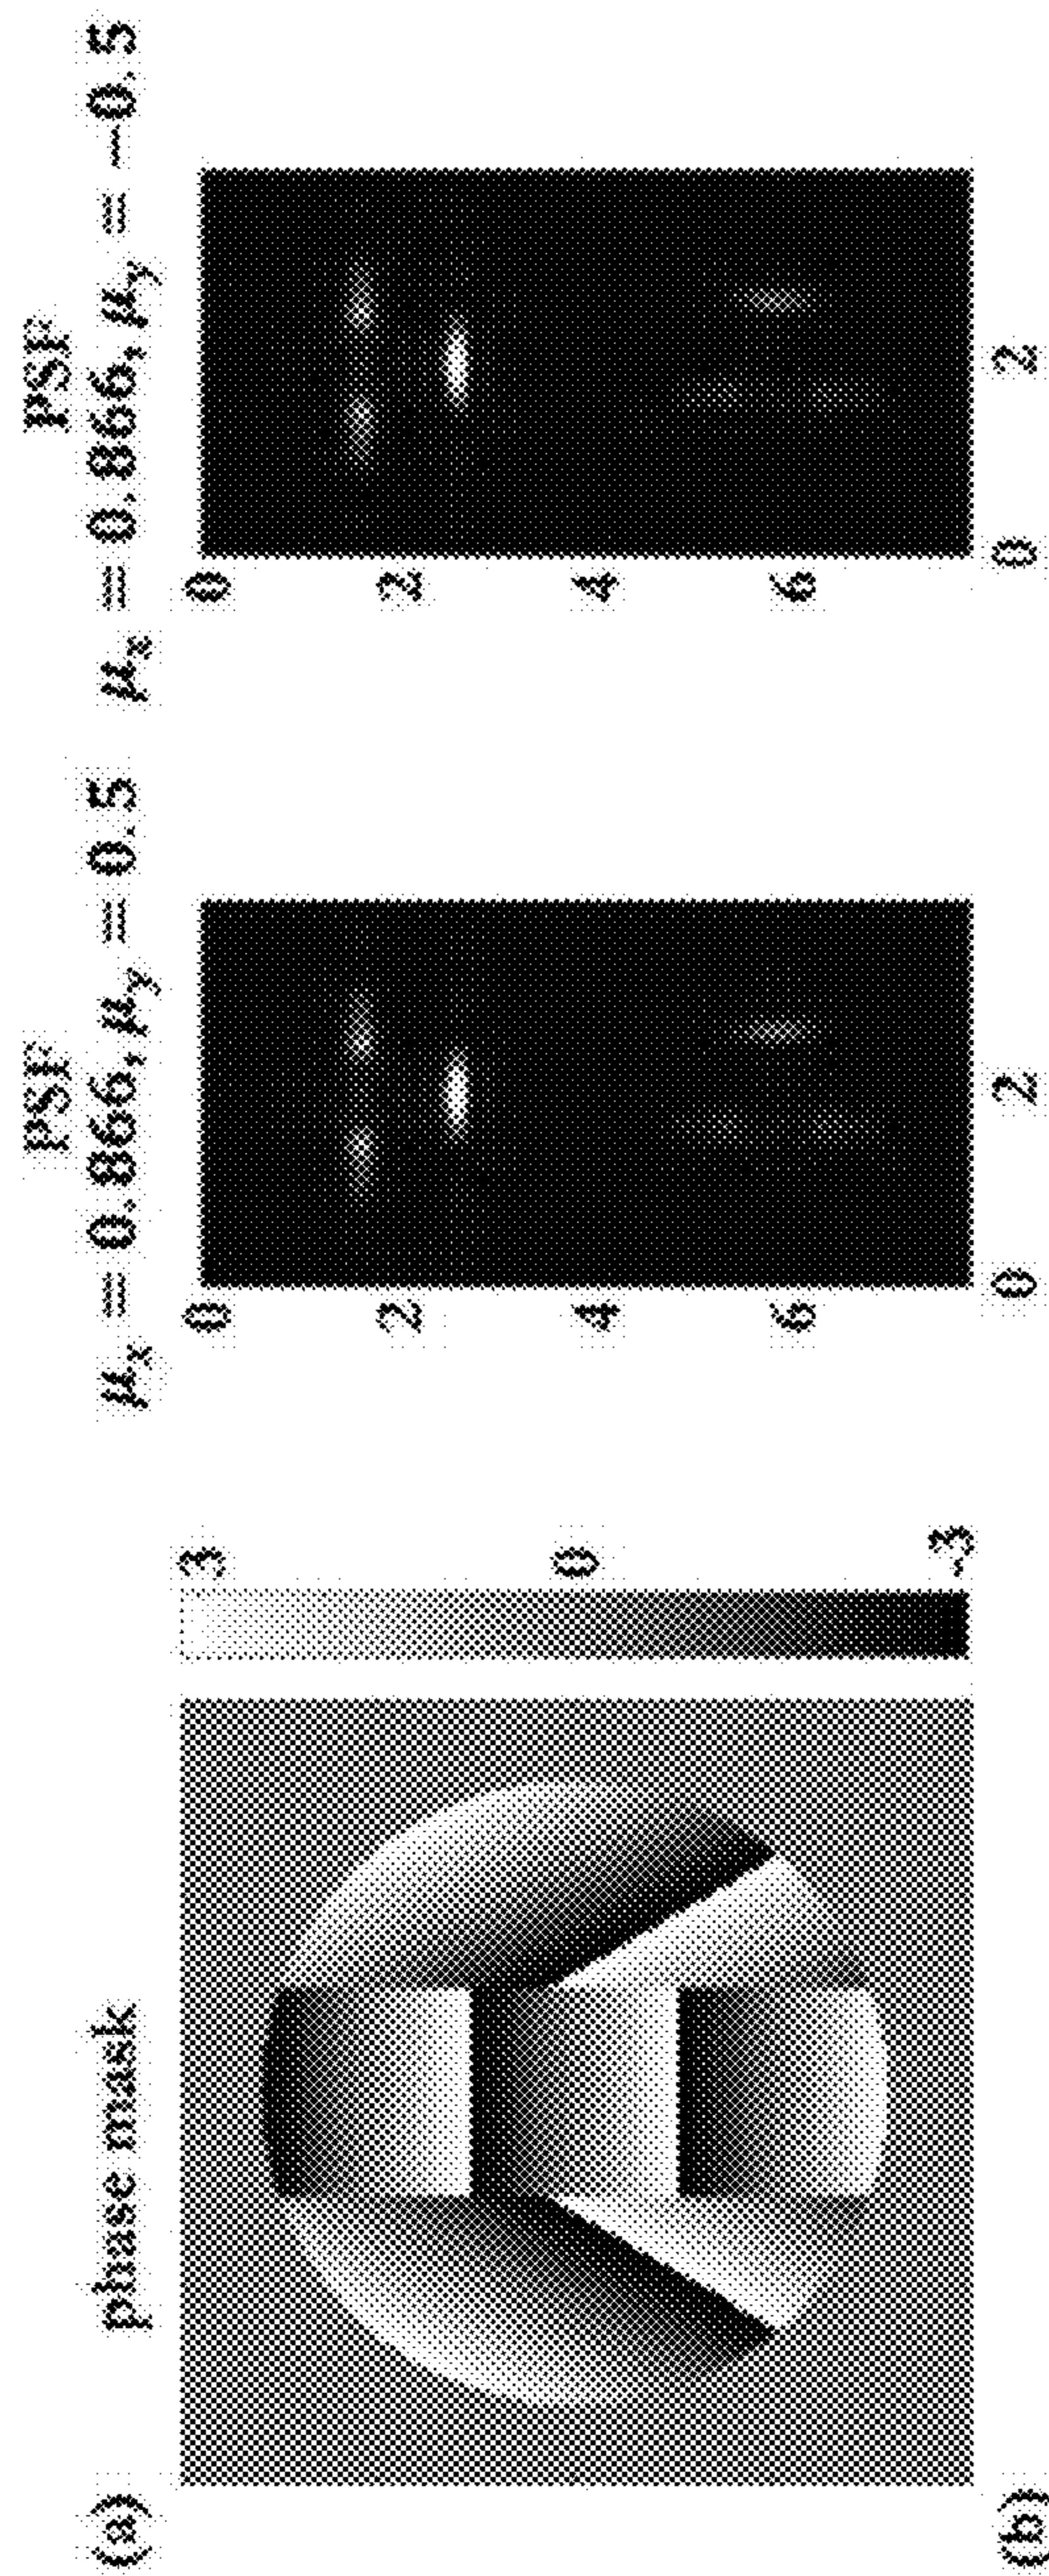 (a)
phase mask
3
0
-3
PSF
μx = 0.866, μy = 0.5
0
2
4
6
0
2
PSF
μx = 0.866, μy = −0.5
0
2
4
6
0
2
(b)